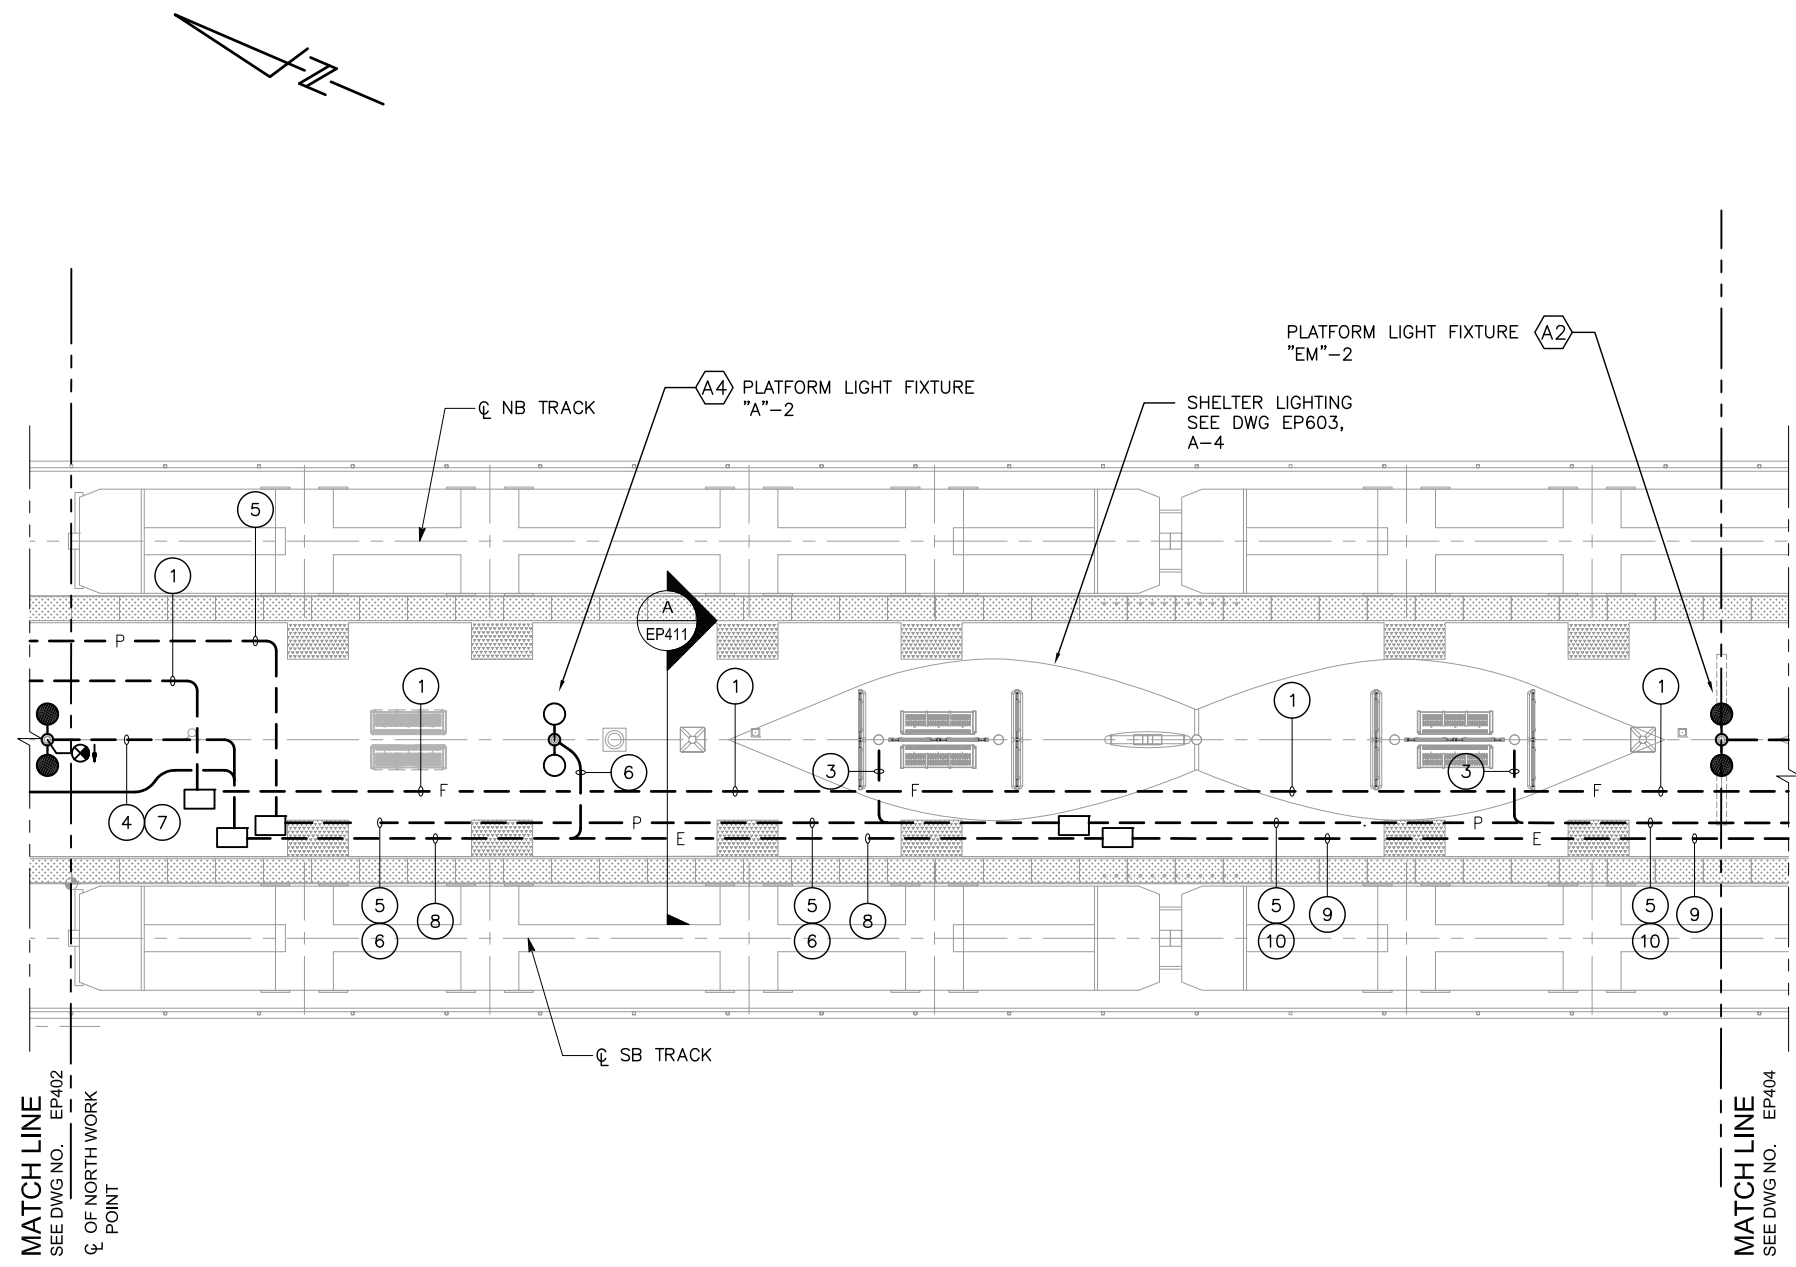 N
PLATFORM LIGHT FIXTURE A2
"EM"-2
A4 PLATFORM LIGHT FIXTURE
"A"-2
℄ NB TRACK
SHELTER LIGHTING
SEE DWG EP603,
A-4
5
1
A
EP411
P
1
1
1
1
6
3
3
F
F
F
4
7
P
P
E
E
5
8
5
8
5
9
5
9
6
6
10
10
℄ SB TRACK
MATCH LINE
SEE DWG NO. EP402
℄ OF NORTH WORK
POINT
MATCH LINE
SEE DWG NO. EP404